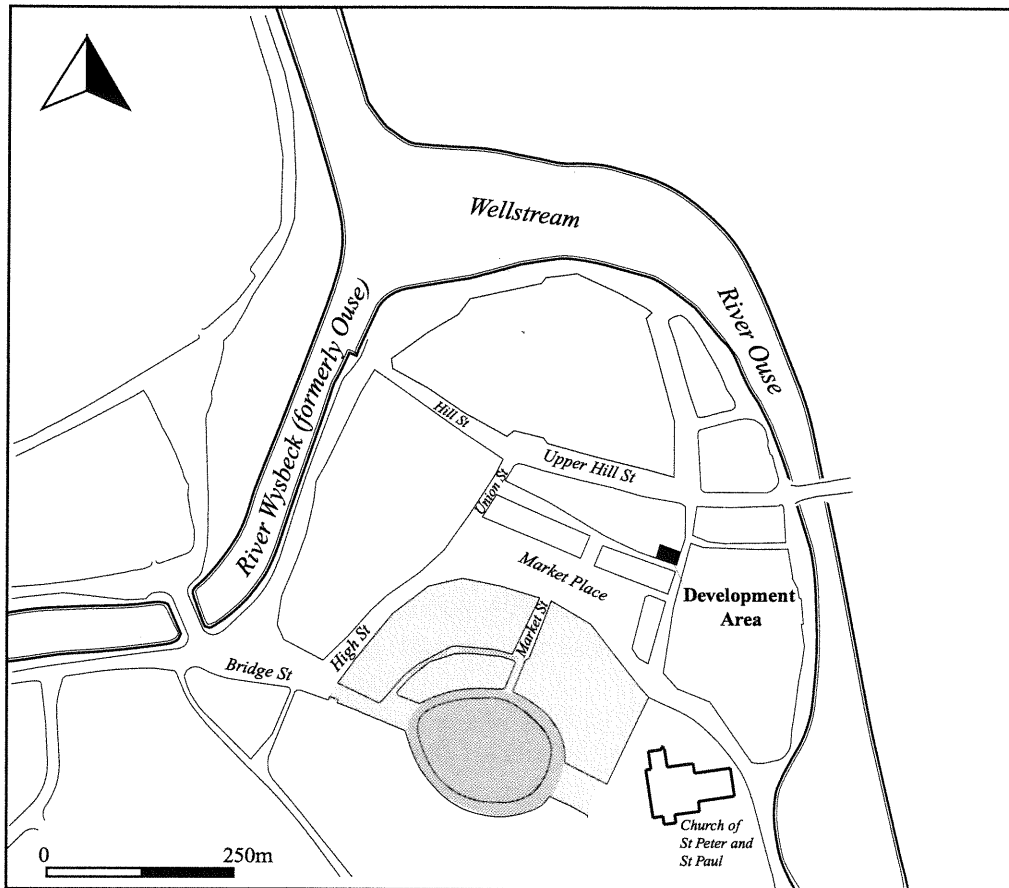 Wellstream
River Ouse
River Wysbeck (formerly Ouse)
Hill St
Upper Hill St
Union St
Market Place
Development
Area
Market St
High St
Bridge St
Church of
St Peter and
St Paul
0 250m